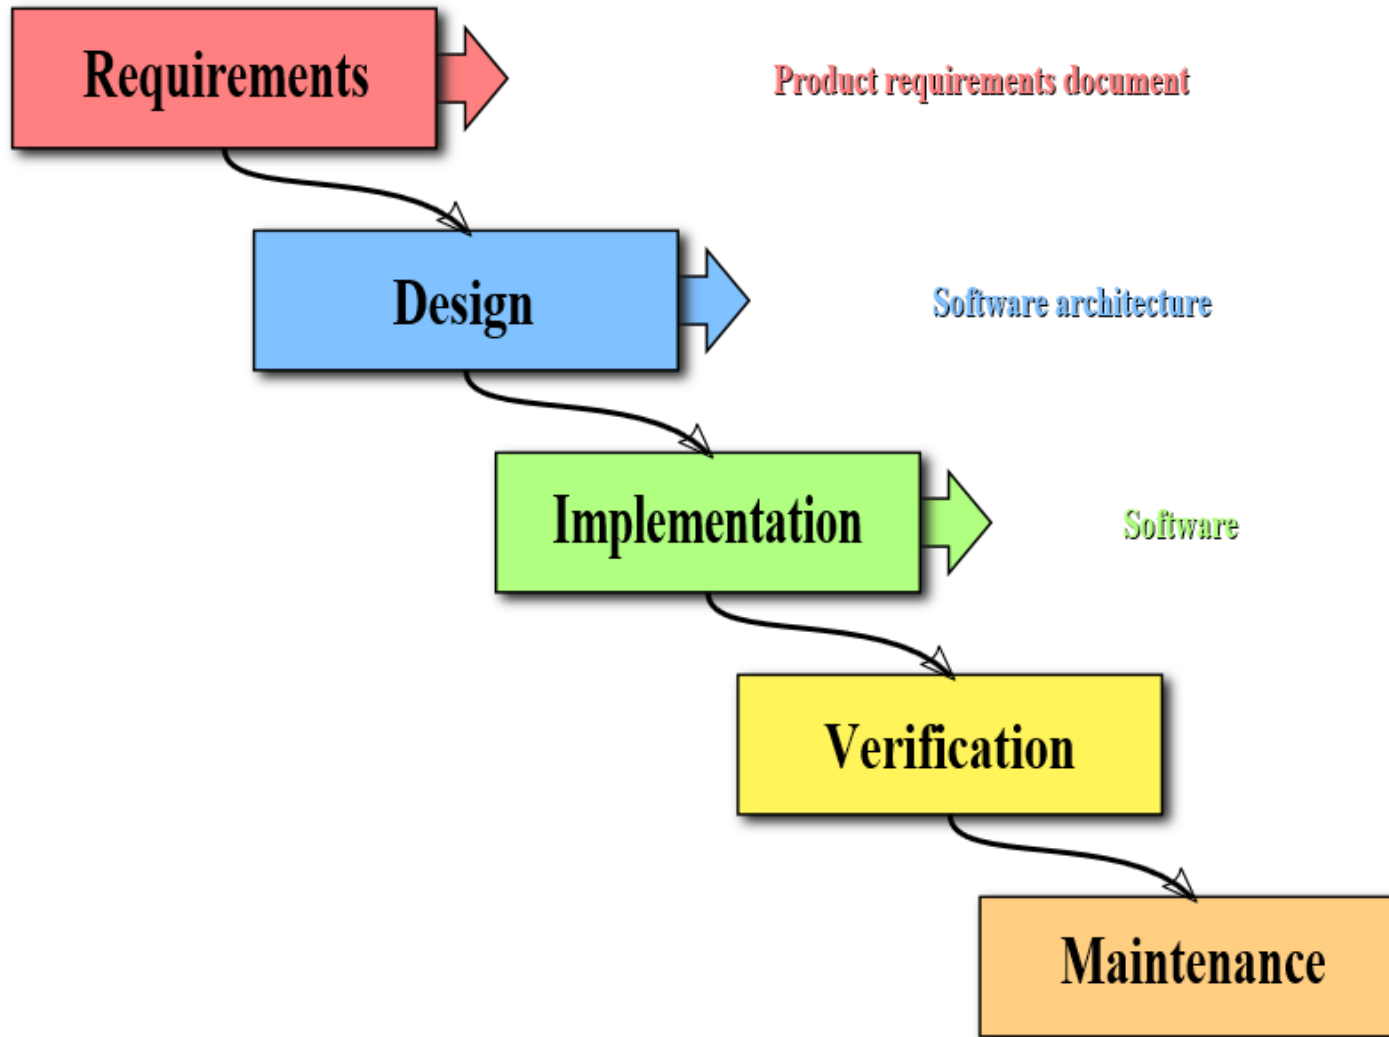 Requirements
Product requirements document
Design
Software architecture
Implementation
Software
Verification
Maintenance